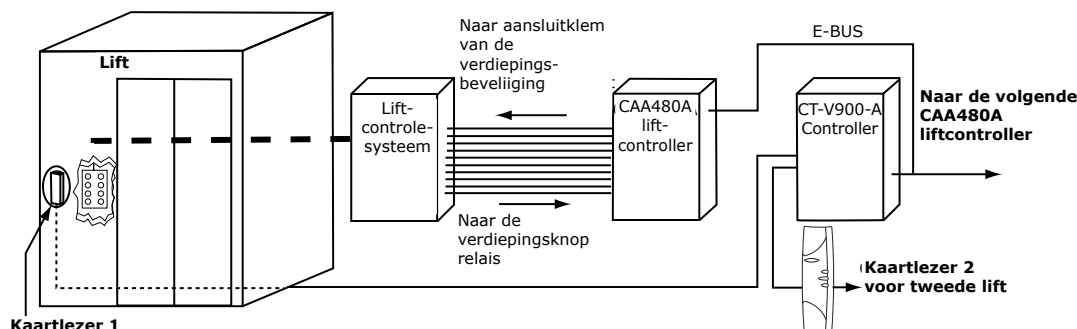 Lift
Naar aansluitklem
van de
verdiepings-
beveliiging
Lift-
controle-
systeem
CAA480A
lift-
controller
E-BUS
CT-V900-A
Controller
Naar de volgende
CAA480A
liftcontroller
Naar de
verdiepingsknop
relais
Kaartlezer 2
voor tweede lift
Kaartlezer 1